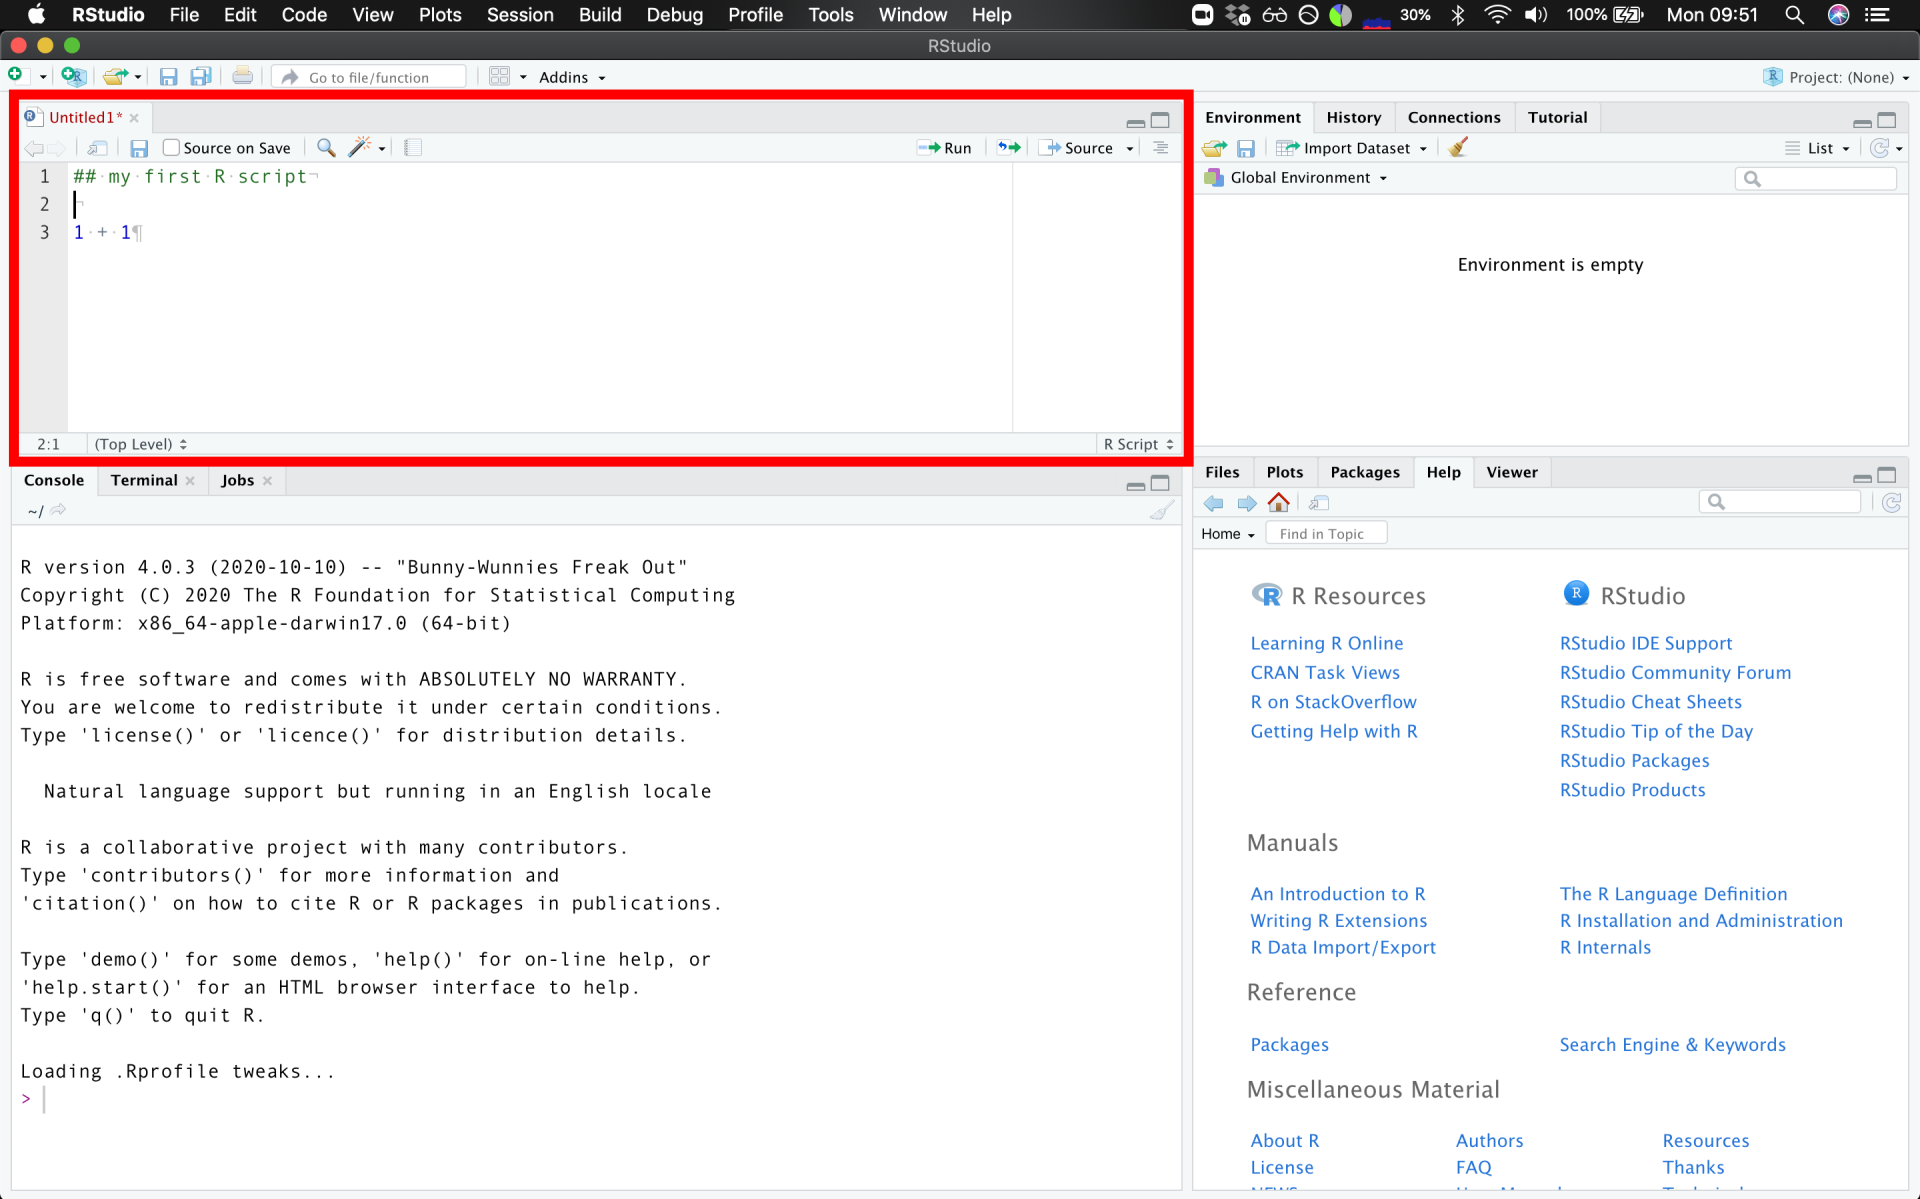 RStudio File Edit Code View Plots Session Build Debug Profile Tools Window Help 30% 100% Mon 09:51
RStudio
Go to file/function Addins Project: (None)
Untitled1*
Source on Save Run Source
1 ## my first R script
2
3 1 + 1
2:1 (Top Level) R Script
Console Terminal Jobs
~/
R version 4.0.3 (2020-10-10) -- "Bunny-Wunnies Freak Out"
Copyright (C) 2020 The R Foundation for Statistical Computing
Platform: x86_64-apple-darwin17.0 (64-bit)
R is free software and comes with ABSOLUTELY NO WARRANTY.
You are welcome to redistribute it under certain conditions.
Type 'license()' or 'licence()' for distribution details.
Natural language support but running in an English locale
R is a collaborative project with many contributors.
Type 'contributors()' for more information and
'citation()' on how to cite R or R packages in publications.
Type 'demo()' for some demos, 'help()' for on-line help, or
'help.start()' for an HTML browser interface to help.
Type 'q()' to quit R.
Loading .Rprofile tweaks...
>
Environment History Connections Tutorial
Import Dataset List
Global Environment
Environment is empty
Files Plots Packages Help Viewer
Home Find in Topic
R Resources
Learning R Online
CRAN Task Views
R on StackOverflow
Getting Help with R
RStudio
RStudio IDE Support
RStudio Community Forum
RStudio Cheat Sheets
RStudio Tip of the Day
RStudio Packages
RStudio Products
Manuals
An Introduction to R The R Language Definition
Writing R Extensions R Installation and Administration
R Data Import/Export R Internals
Reference
Packages Search Engine & Keywords
Miscellaneous Material
About R Authors Resources
License FAQ Thanks